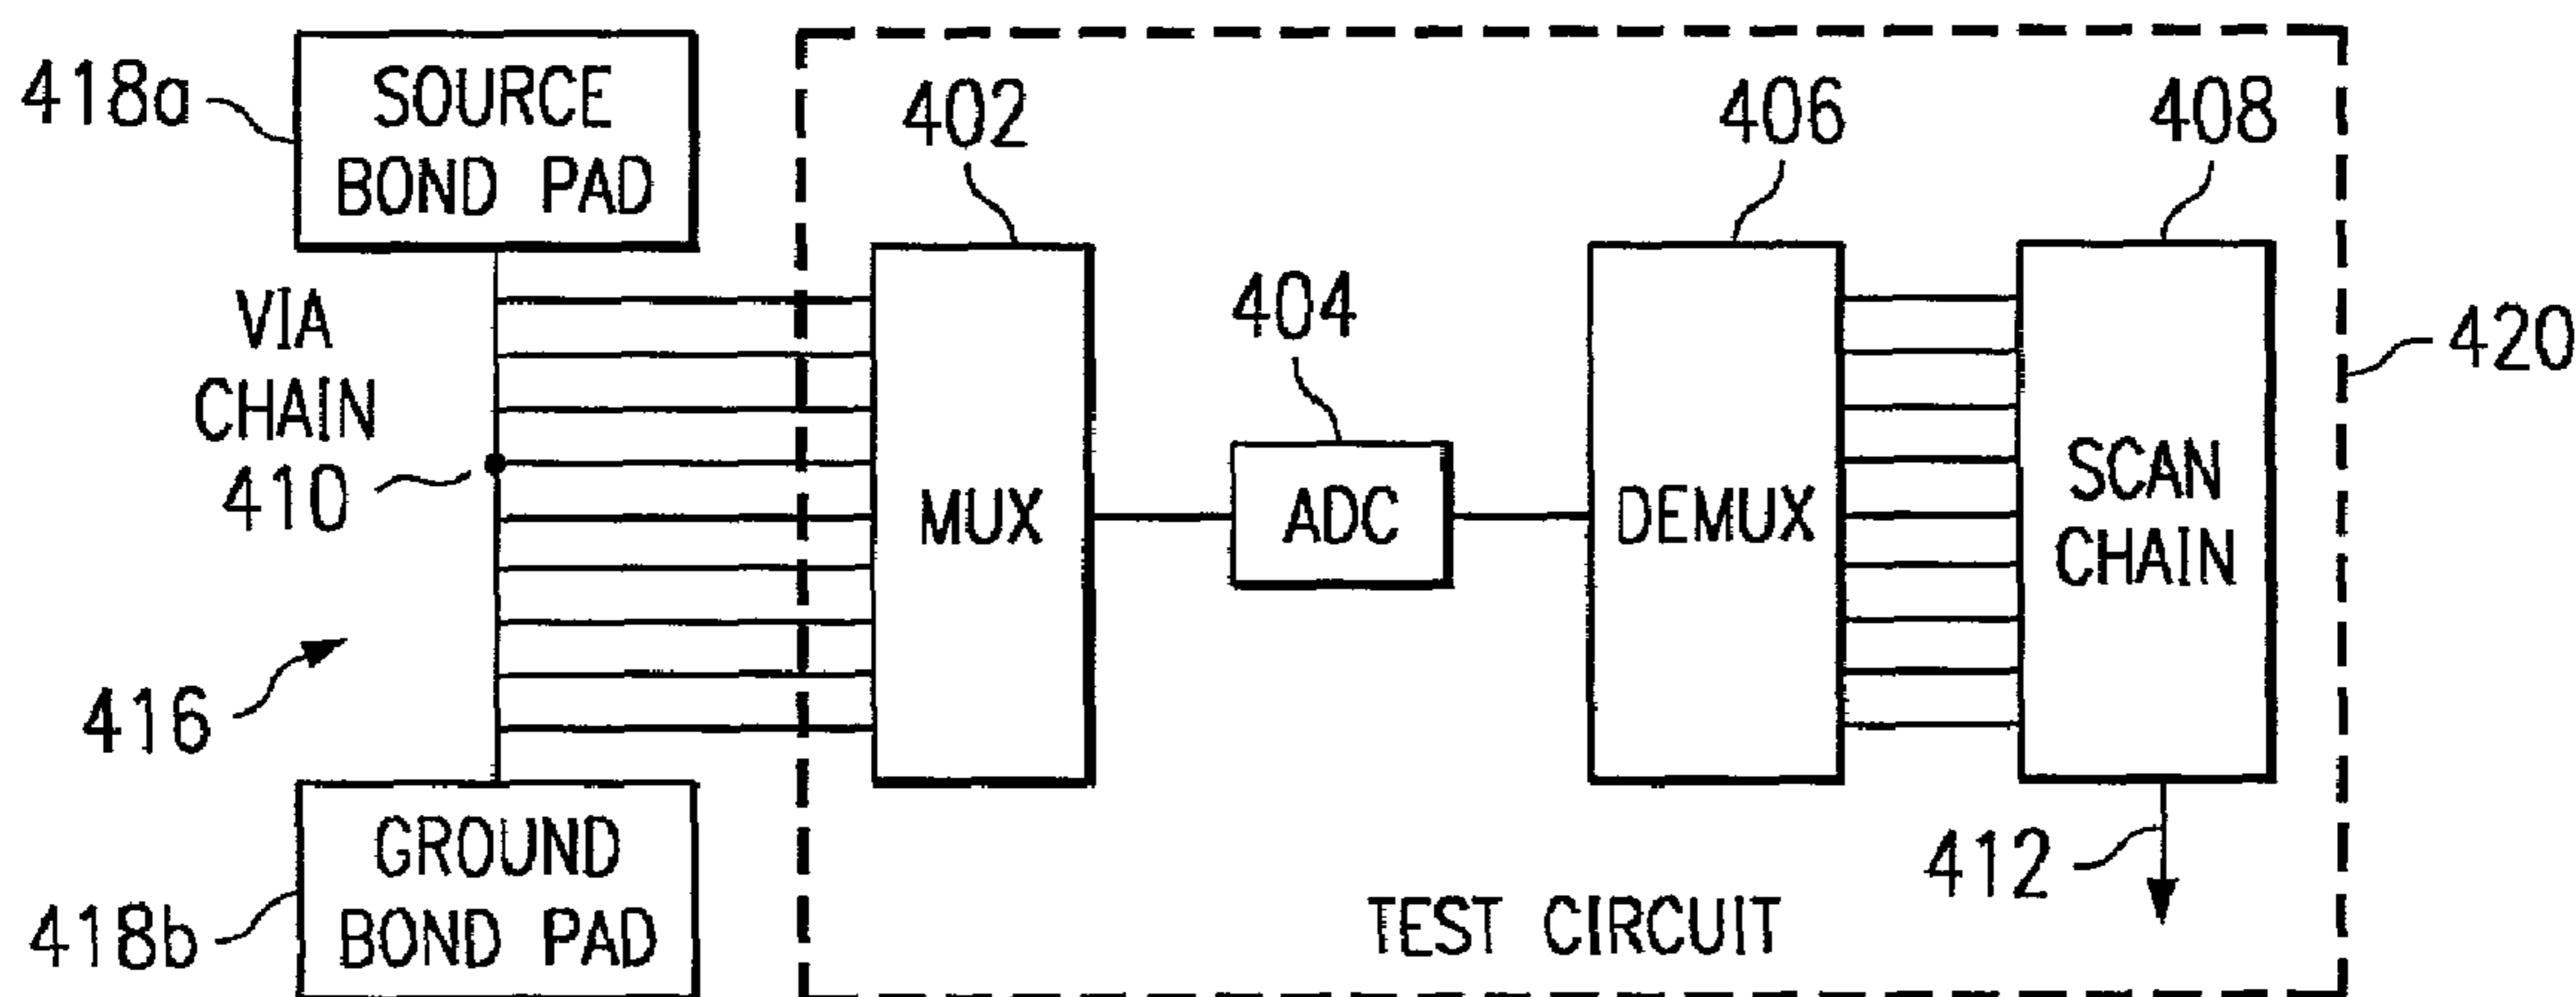 418a
SOURCE
BOND PAD
402
406
408
VIA
CHAIN
410
404
420
MUX
ADC
DEMUX
SCAN
CHAIN
416
GROUND
BOND PAD
418b
412
TEST CIRCUIT